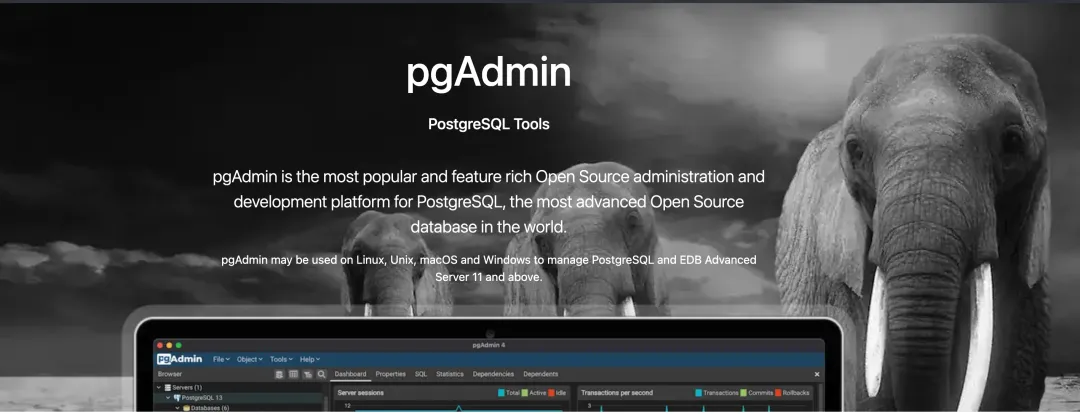 pgAdmin
PostgreSQL Tools
pgAdmin is the most popular and feature rich Open Source administration and
development platform for PostgreSQL, the most advanced Open Source
database in the world.
pgAdmin may be used on Linux, Unix, macOS and Windows to manage PostgreSQL and EDB Advanced
Server 11 and above.
pgAdmin 4
pgAdmin File Object Tools Help
Browser Dashboard Properties SQL Statistics Dependencies Dependents
Servers (1) Server sessions Total Active Idle Transactions per second Transactions Commits Rollbacks
PostgreSQL 13
Databases (6) 12 5